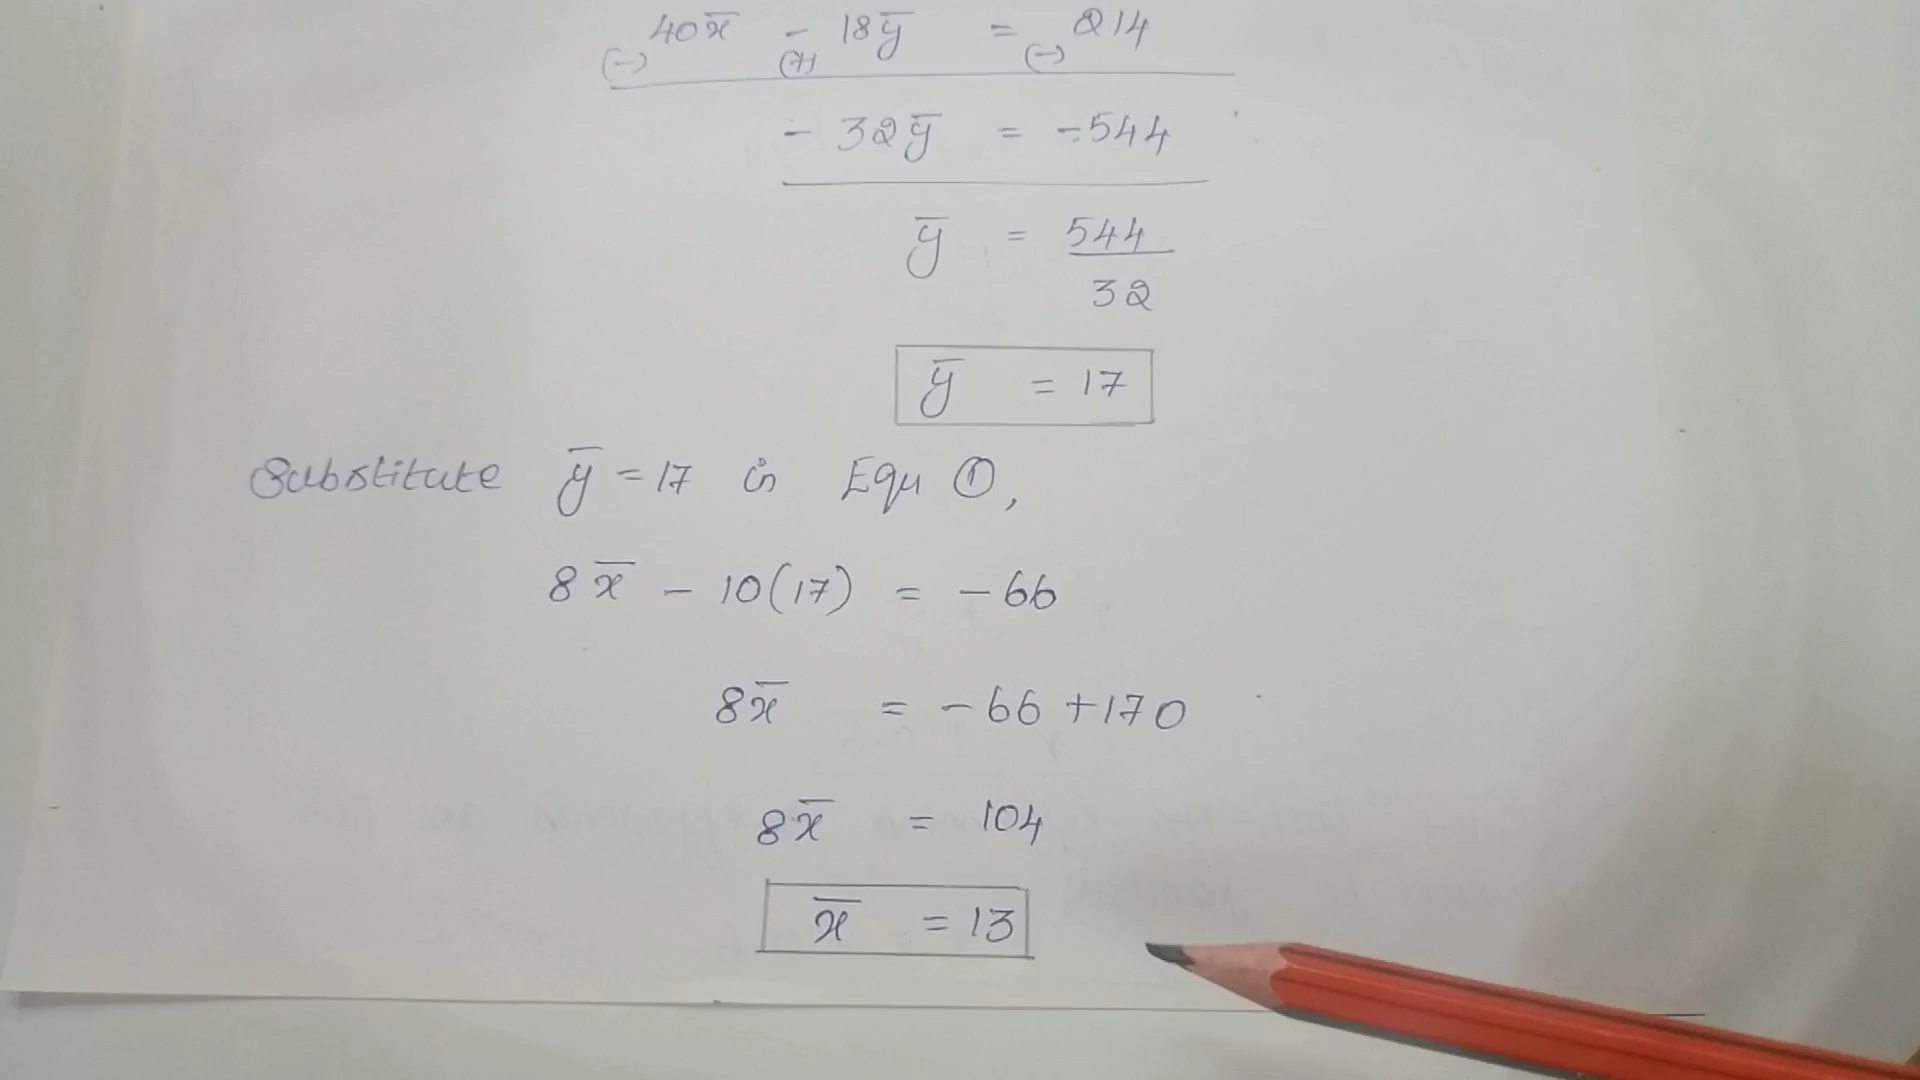 40x̄ - 18ȳ = 214
(-) (+) (-)
- 32ȳ = -544
ȳ = 544
32
ȳ = 17
Substitute ȳ = 17 in Equ ①,
8x̄ - 10(17) = -66
8x̄ = -66 + 170
8x̄ = 104
x̄ = 13